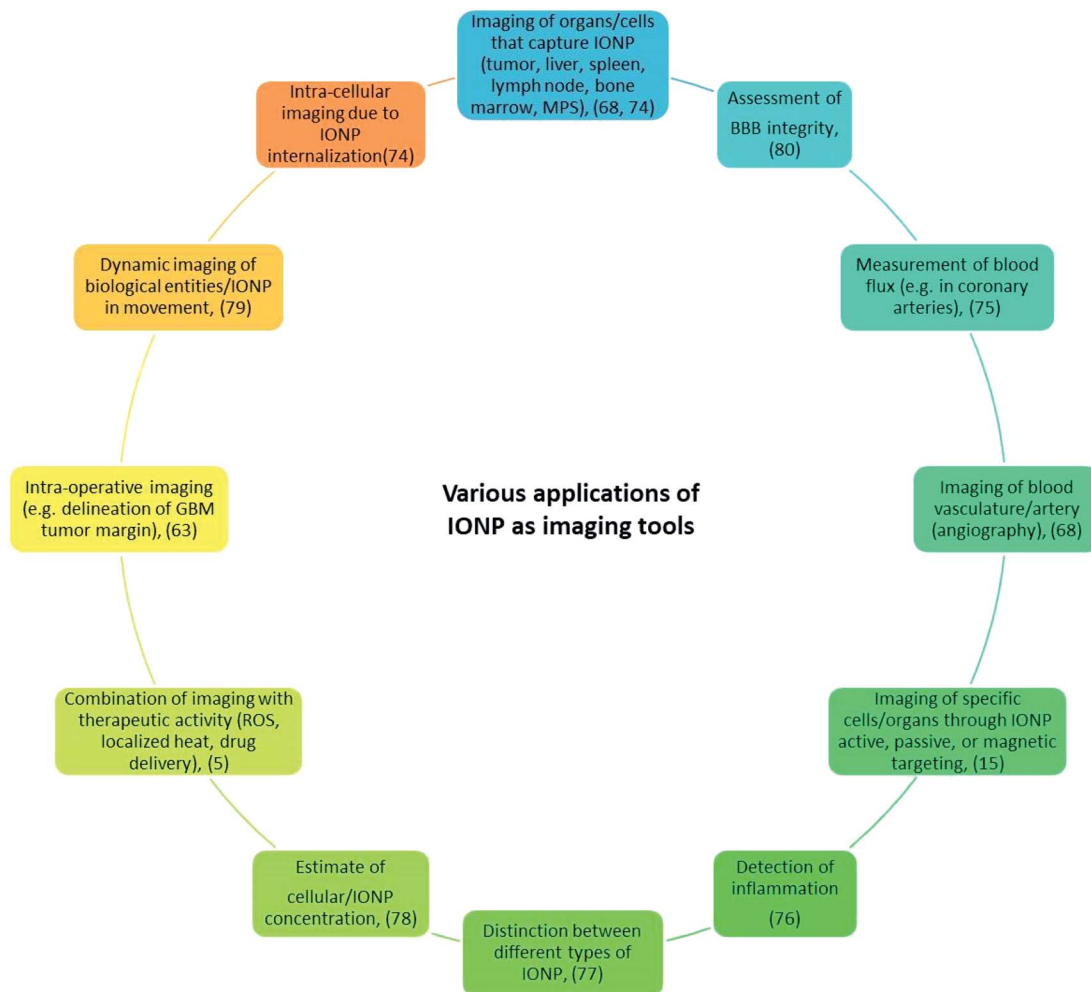 Imaging of organs/cells
that capture IONP
(tumor, liver, spleen,
lymph node, bone
marrow, MPS), (68, 74)
Assessment of
BBB integrity,
(80)
Measurement of blood
flux (e.g. in coronary
arteries), (75)
Imaging of blood
vasculature/artery
(angiography), (68)
Imaging of specific
cells/organs through IONP
active, passive, or magnetic
targeting, (15)
Detection of
inflammation
(76)
Distinction between
different types of
IONP, (77)
Estimate of
cellular/IONP
concentration, (78)
Combination of imaging with
therapeutic activity (ROS,
localized heat, drug
delivery), (5)
Intra-operative imaging
(e.g. delineation of GBM
tumor margin), (63)
Dynamic imaging of
biological entities/IONP
in movement, (79)
Intra-cellular
imaging due to
IONP
internalization(74)
Various applications of
IONP as imaging tools